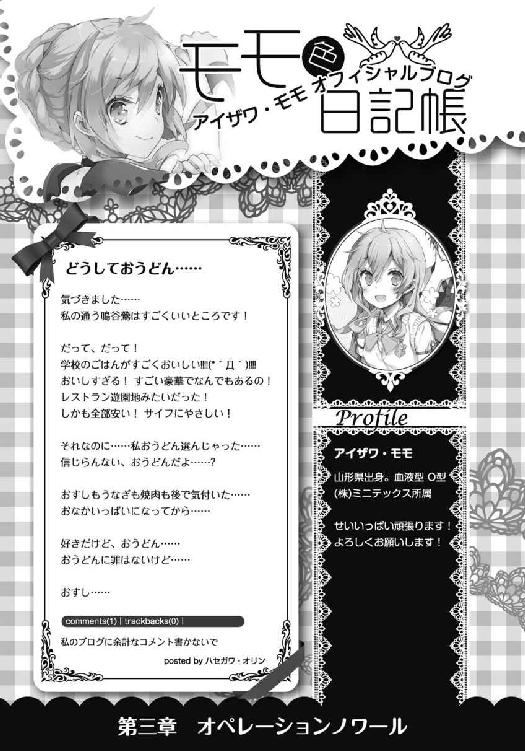 モモ色
日記帳
アイザワ・モモ オフィシャルブログ
どうしておうどん……
気づきました……
私の通う鳴谷鶯はすごくいいところです！
だって、だって！
学校のごはんがすごくおいしい!!!!(*´Д｀)!!!!
おいしすぎる！ すごい豪華でなんでもあるの！
レストラン遊園地みたいだった！
しかも全部安い！ サイフにやさしい！
それなのに……私おうどん選んじゃった……
信じらんない、おうどんだよ……？
おすしもうなぎも焼肉も後で気付いた……
おなかいっぱいになってから……
好きだけど、おうどん……
おうどんに罪はないけど……
おすし……
comments(1) | trackbacks(0) |
私のブログに余計なコメント書かないで
posted by ハセガワ・オリン
Profile
アイザワ・モモ
山形県出身。血液型 O型
(株)ミニテックス所属
せいいっぱい頑張ります！
よろしくお願いします！
第三章　オペレーションノワール